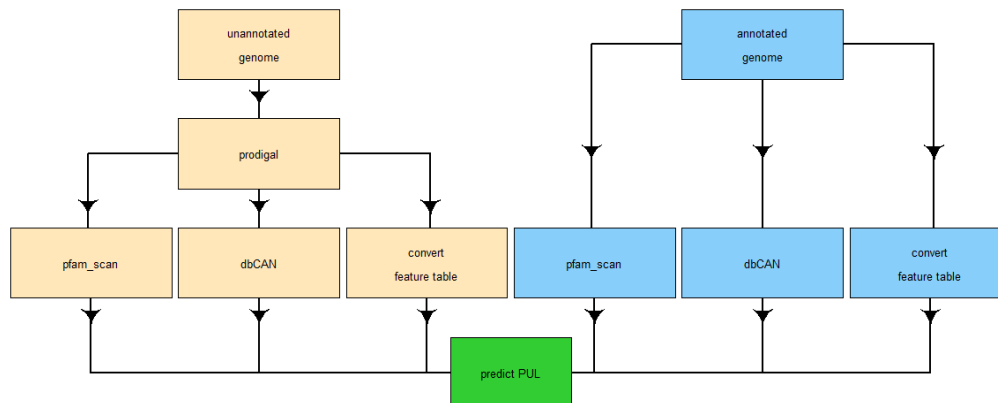 unannotated
genome
annotated
genome
prodigal
pfam_scan
dbCAN
convert
feature table
pfam_scan
dbCAN
convert
feature table
predict PUL